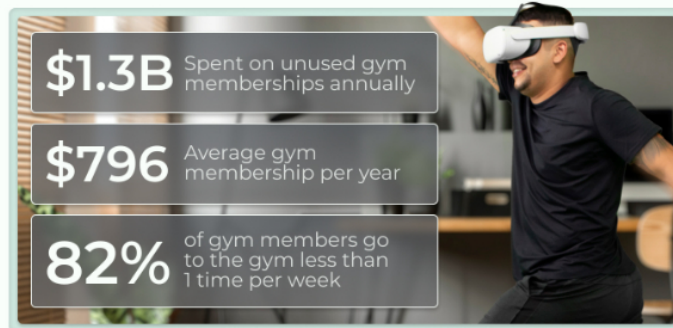 $1.3B
Spent on unused gym
memberships annually
$796
Average gym
membership per year
82%
of gym members go
to the gym less than
1 time per week